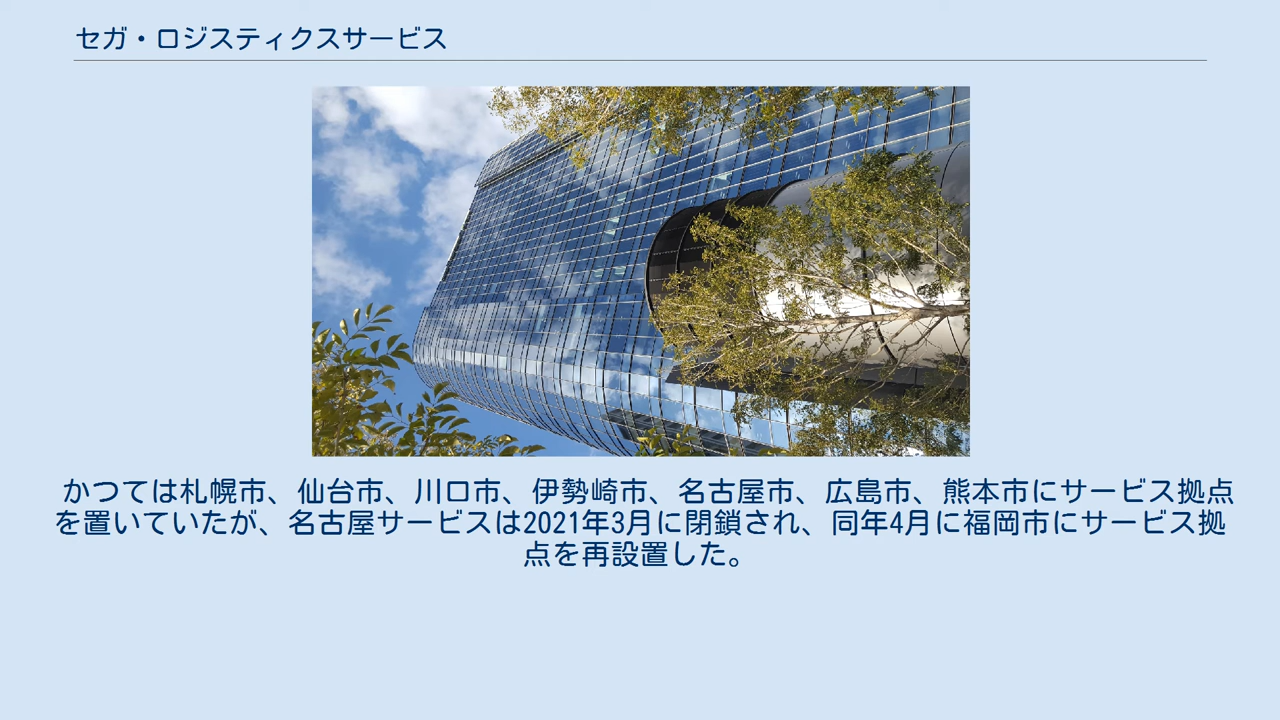 セガ・ロジスティクスサービス
かつては札幌市、仙台市、川口市、伊勢崎市、名古屋市、広島市、熊本市にサービス拠点
を置いていたが、名古屋サービスは2021年3月に閉鎖され、同年4月に福岡市にサービス拠
点を再設置した。